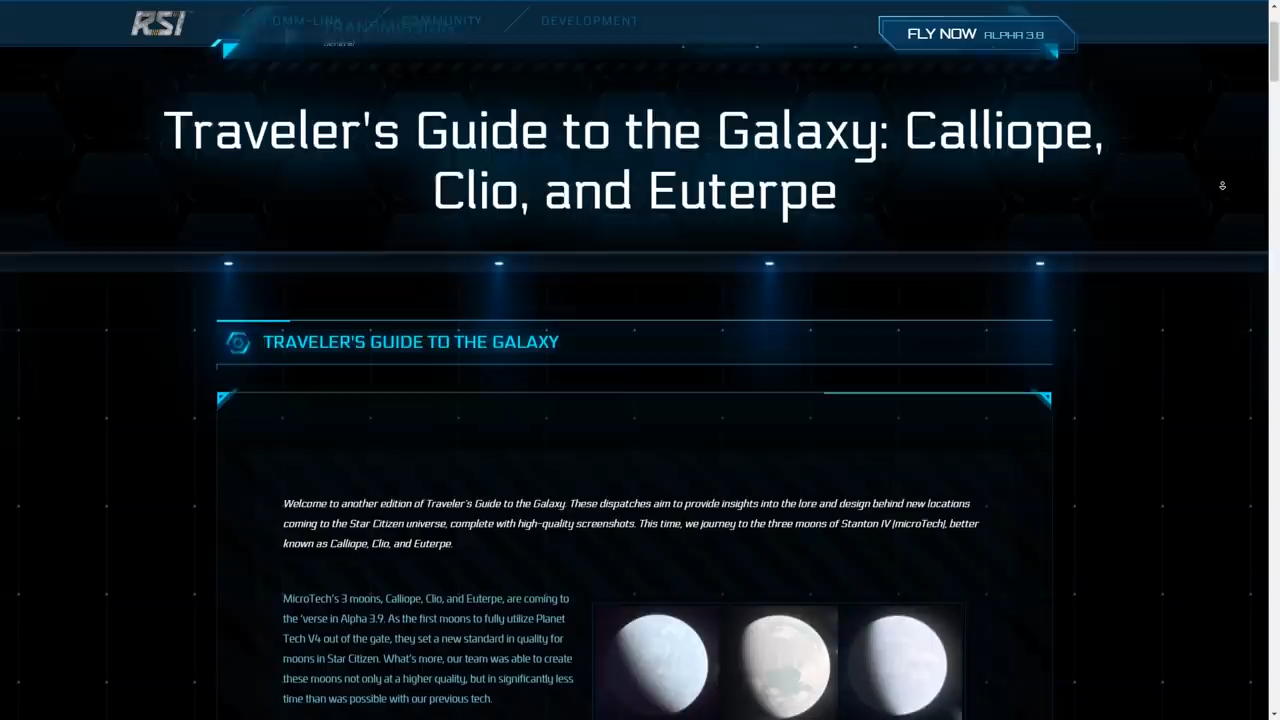 RSI
COMM-LINK
COMMUNITY
DEVELOPMENT
TRANSMISSIONS
General
FLY NOW ALPHA 3.8
Traveler's Guide to the Galaxy: Calliope,
Clio, and Euterpe
TRAVELER'S GUIDE TO THE GALAXY
Welcome to another edition of Traveler's Guide to the Galaxy. These dispatches aim to provide insights into the lore and design behind new locations
coming to the Star Citizen universe, complete with high-quality screenshots. This time, we journey to the three moons of Stanton IV (microTech), better
known as Calliope, Clio, and Euterpe.
MicroTech's 3 moons, Calliope, Clio, and Euterpe, are coming to
the 'verse in Alpha 3.9. As the first moons to fully utilize Planet
Tech V4 out of the gate, they set a new standard in quality for
moons in Star Citizen. What's more, our team was able to create
these moons not only at a higher quality, but in significantly less
time than was possible with our previous tech.